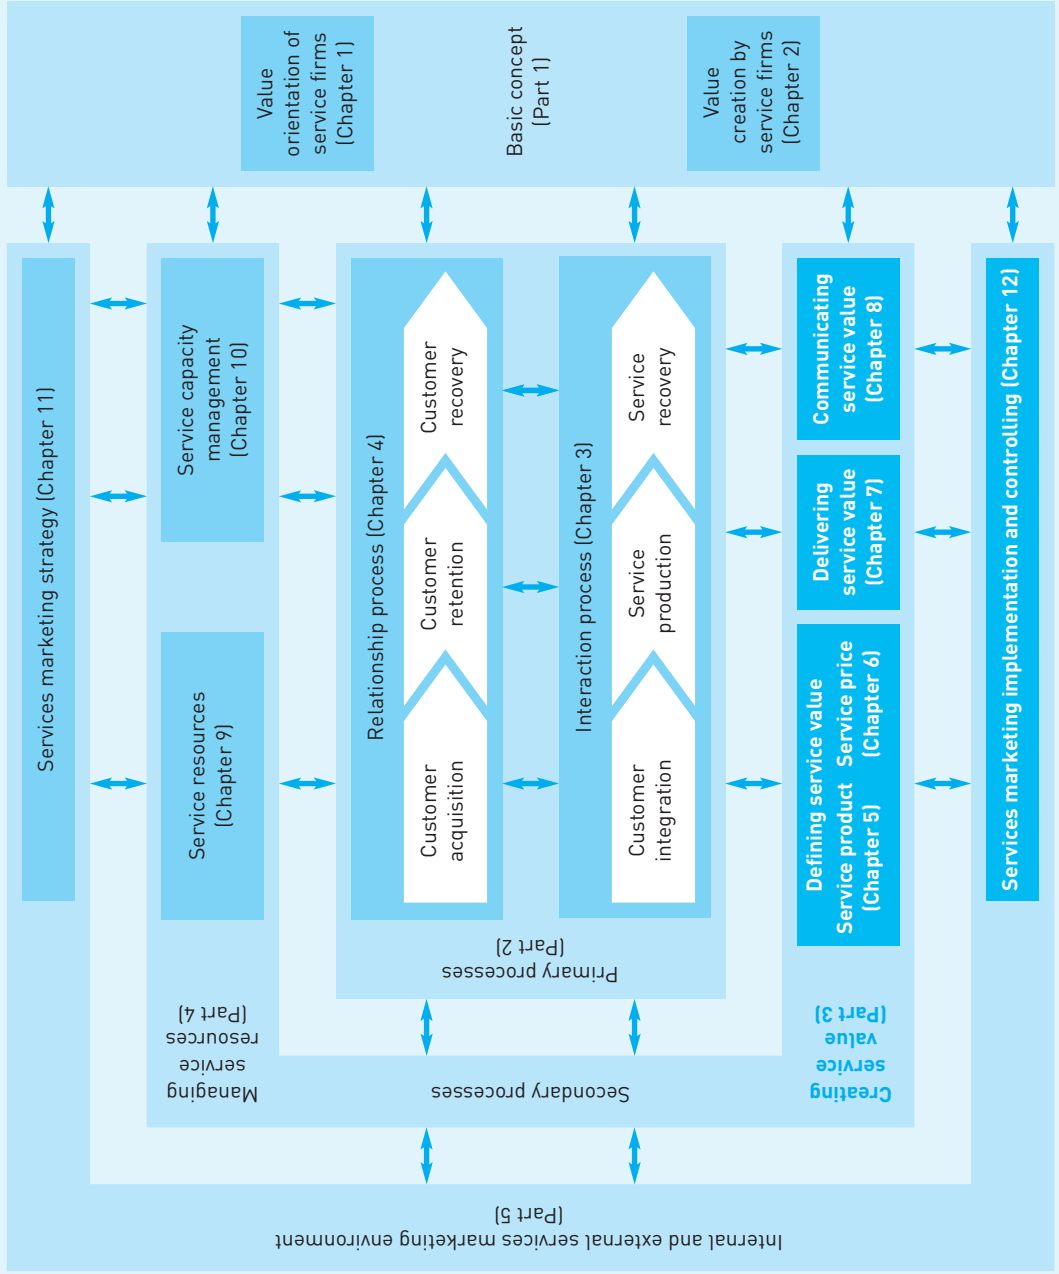 Value
orientation of
service firms
(Chapter 1)
Basic concept
(Part 1)
Value
creation by
service firms
(Chapter 2)
Services marketing strategy (Chapter 11)
Service resources
(Chapter 9)
Service capacity
management
(Chapter 10)
Managing
service
resources
(Part 4)
Relationship process (Chapter 4)
Customer
acquisition
Customer
retention
Customer
recovery
Interaction process (Chapter 3)
Customer
integration
Service
production
Service
recovery
Primary processes
(Part 2)
Secondary processes
Defining service value
Service product
(Chapter 5)
Service price
(Chapter 6)
Delivering
service value
(Chapter 7)
Communicating
service value
(Chapter 8)
Creating
service
value
(Part 3)
Services marketing implementation and controlling (Chapter 12)
Internal and external services marketing environment
(Part 5)